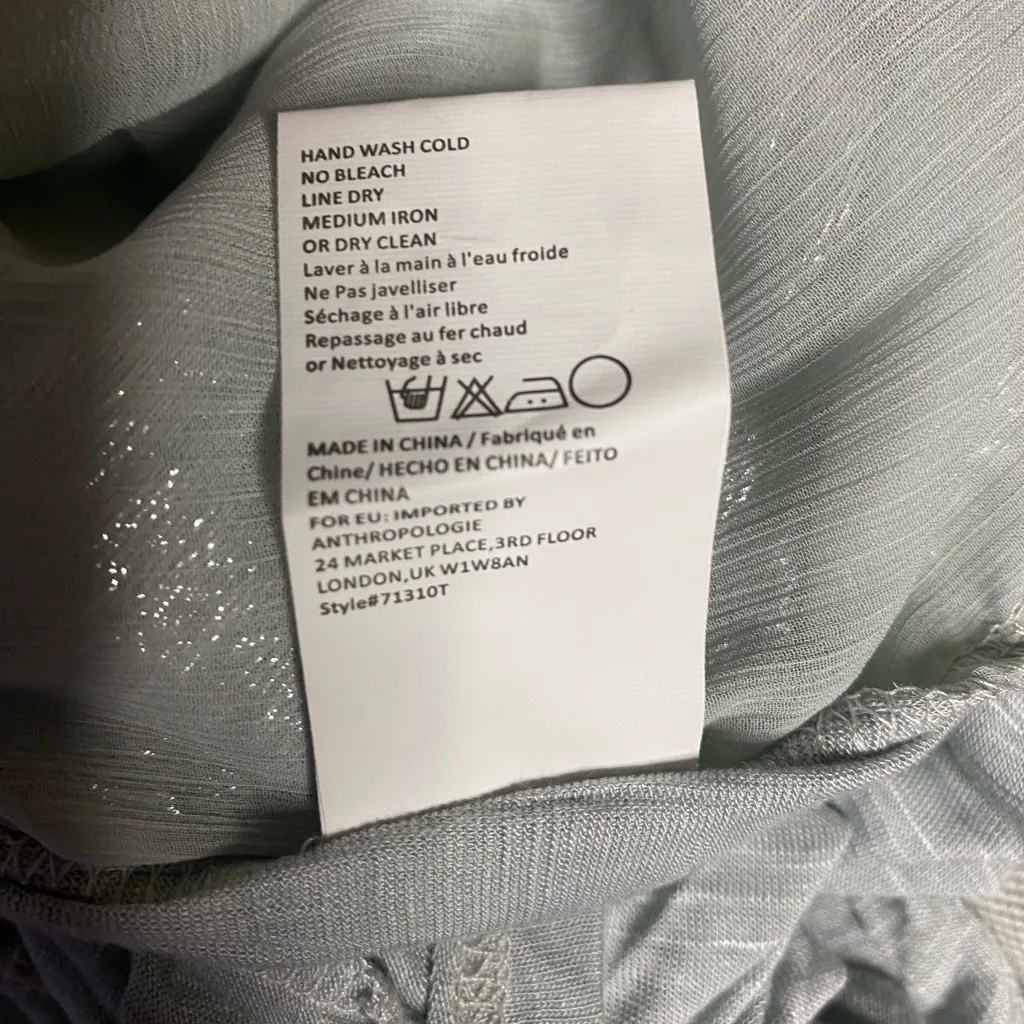 HAND WASH COLD
NO BLEACH
LINE DRY
MEDIUM IRON
OR DRY CLEAN
Laver à la main à l'eau froide
Ne Pas javelliser
Séchage à l'air libre
Repassage au fer chaud
or Nettoyage à sec
MADE IN CHINA / Fabriqué en
Chine/ HECHO EN CHINA/ FEITO
EM CHINA
FOR EU: IMPORTED BY
ANTHROPOLOGIE
24 MARKET PLACE,3RD FLOOR
LONDON,UK W1W8AN
Style#71310T